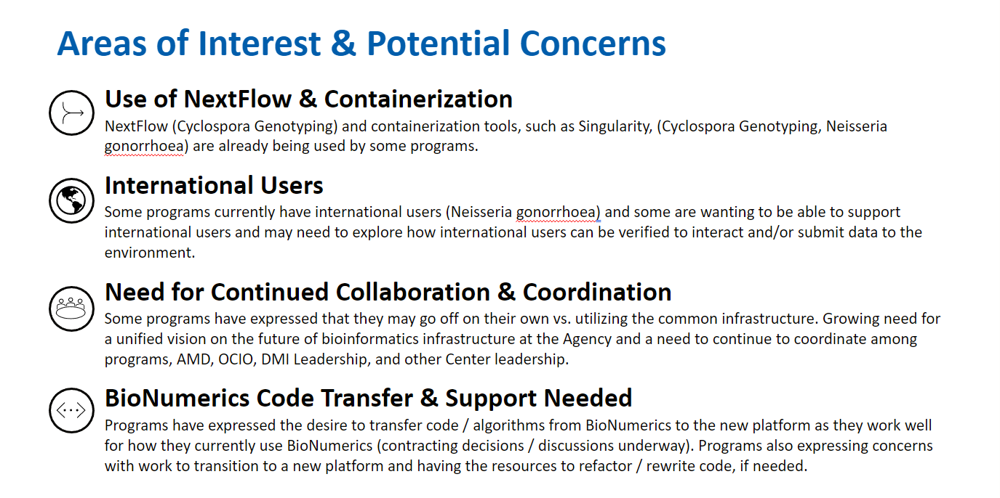 Areas of Interest & Potential Concerns
Use of NextFlow & Containerization
NextFlow (Cyclospora Genotyping) and containerization tools, such as Singularity, (Cyclospora Genotyping, Neisseria
gonorrhoea) are already being used by some programs.
International Users
Some programs currently have international users (Neisseria gonorrhoea) and some are wanting to be able to support
international users and may need to explore how international users can be verified to interact and/or submit data to the
environment.
Need for Continued Collaboration & Coordination
Some programs have expressed that they may go off on their own vs. utilizing the common infrastructure. Growing need for
a unified vision on the future of bioinformatics infrastructure at the Agency and a need to continue to coordinate among
programs, AMD, OCIO, DMI Leadership, and other Center leadership.
BioNumerics Code Transfer & Support Needed
Programs have expressed the desire to transfer code / algorithms from BioNumerics to the new platform as they work well
for how they currently use BioNumerics (contracting decisions / discussions underway). Programs also expressing concerns
with work to transition to a new platform and having the resources to refactor / rewrite code, if needed.